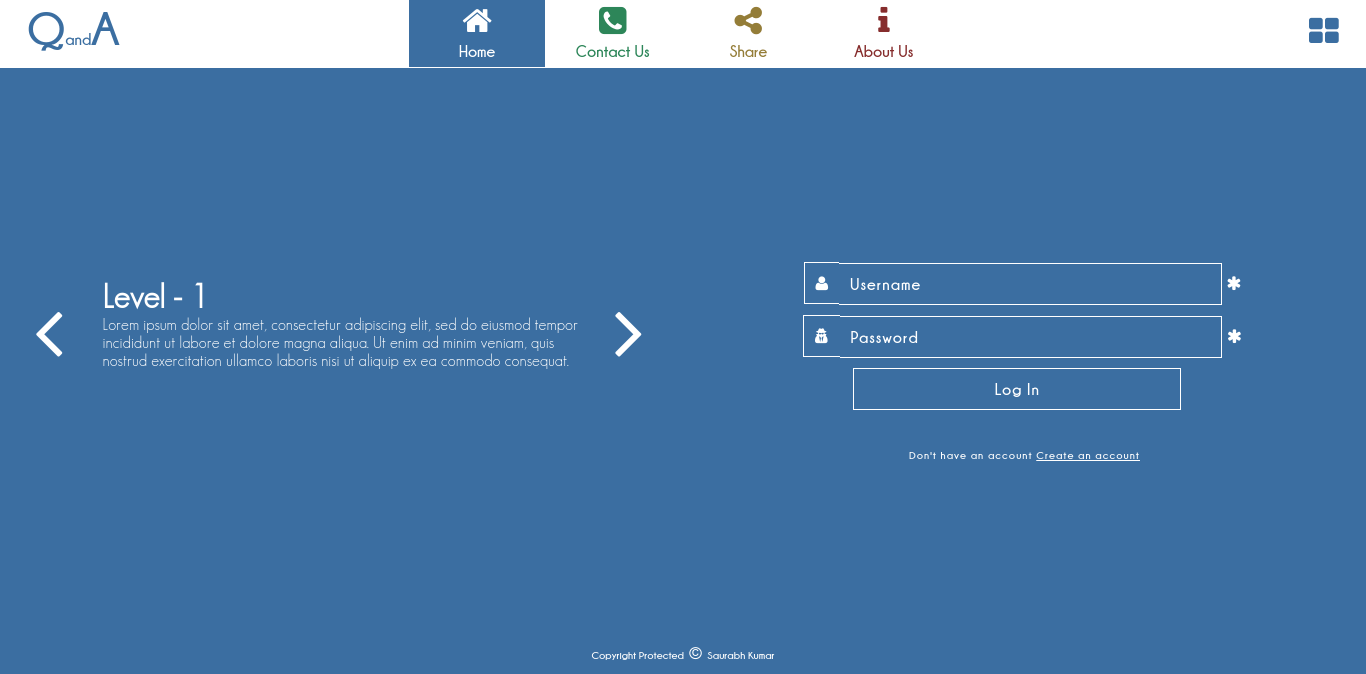 QandA
Home
Contact Us
Share
About Us
Level - 1
Lorem ipsum dolor sit amet, consectetur adipiscing elit, sed do eiusmod tempor
incididunt ut labore et dolore magna aliqua. Ut enim ad minim veniam, quis
nostrud exercitation ullamco laboris nisi ut aliquip ex ea commodo consequat.
Username
Password
Log In
Don't have an account Create an account
Copyright Protected © Saurabh Kumar